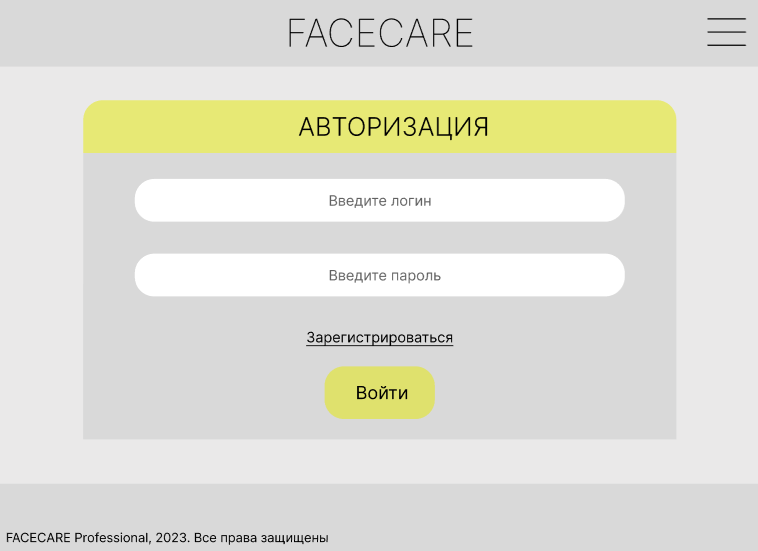 FACECARE
АВТОРИЗАЦИЯ
Введите логин
Введите пароль
Зарегистрироваться
Войти
FACECARE Professional, 2023. Все права защищены